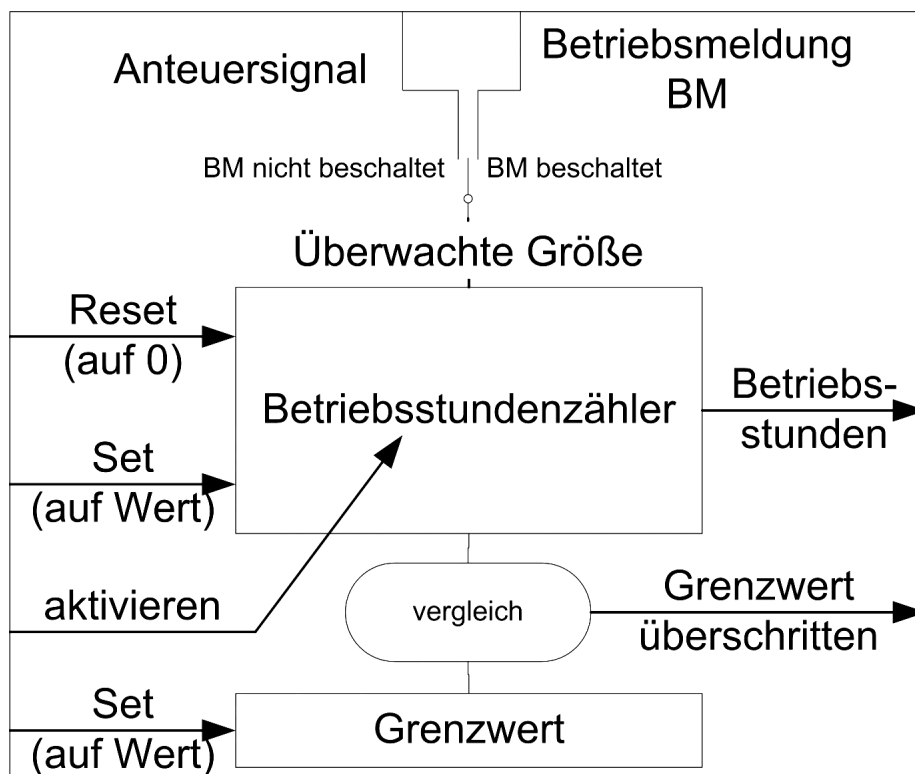 Anteuersignal
Betriebsmeldung
BM
BM nicht beschaltet
BM beschaltet
Überwachte Größe
Reset
(auf 0)
Betriebsstundenzähler
Betriebs-
stunden
Set
(auf Wert)
aktivieren
vergleich
Grenzwert
überschritten
Set
(auf Wert)
Grenzwert